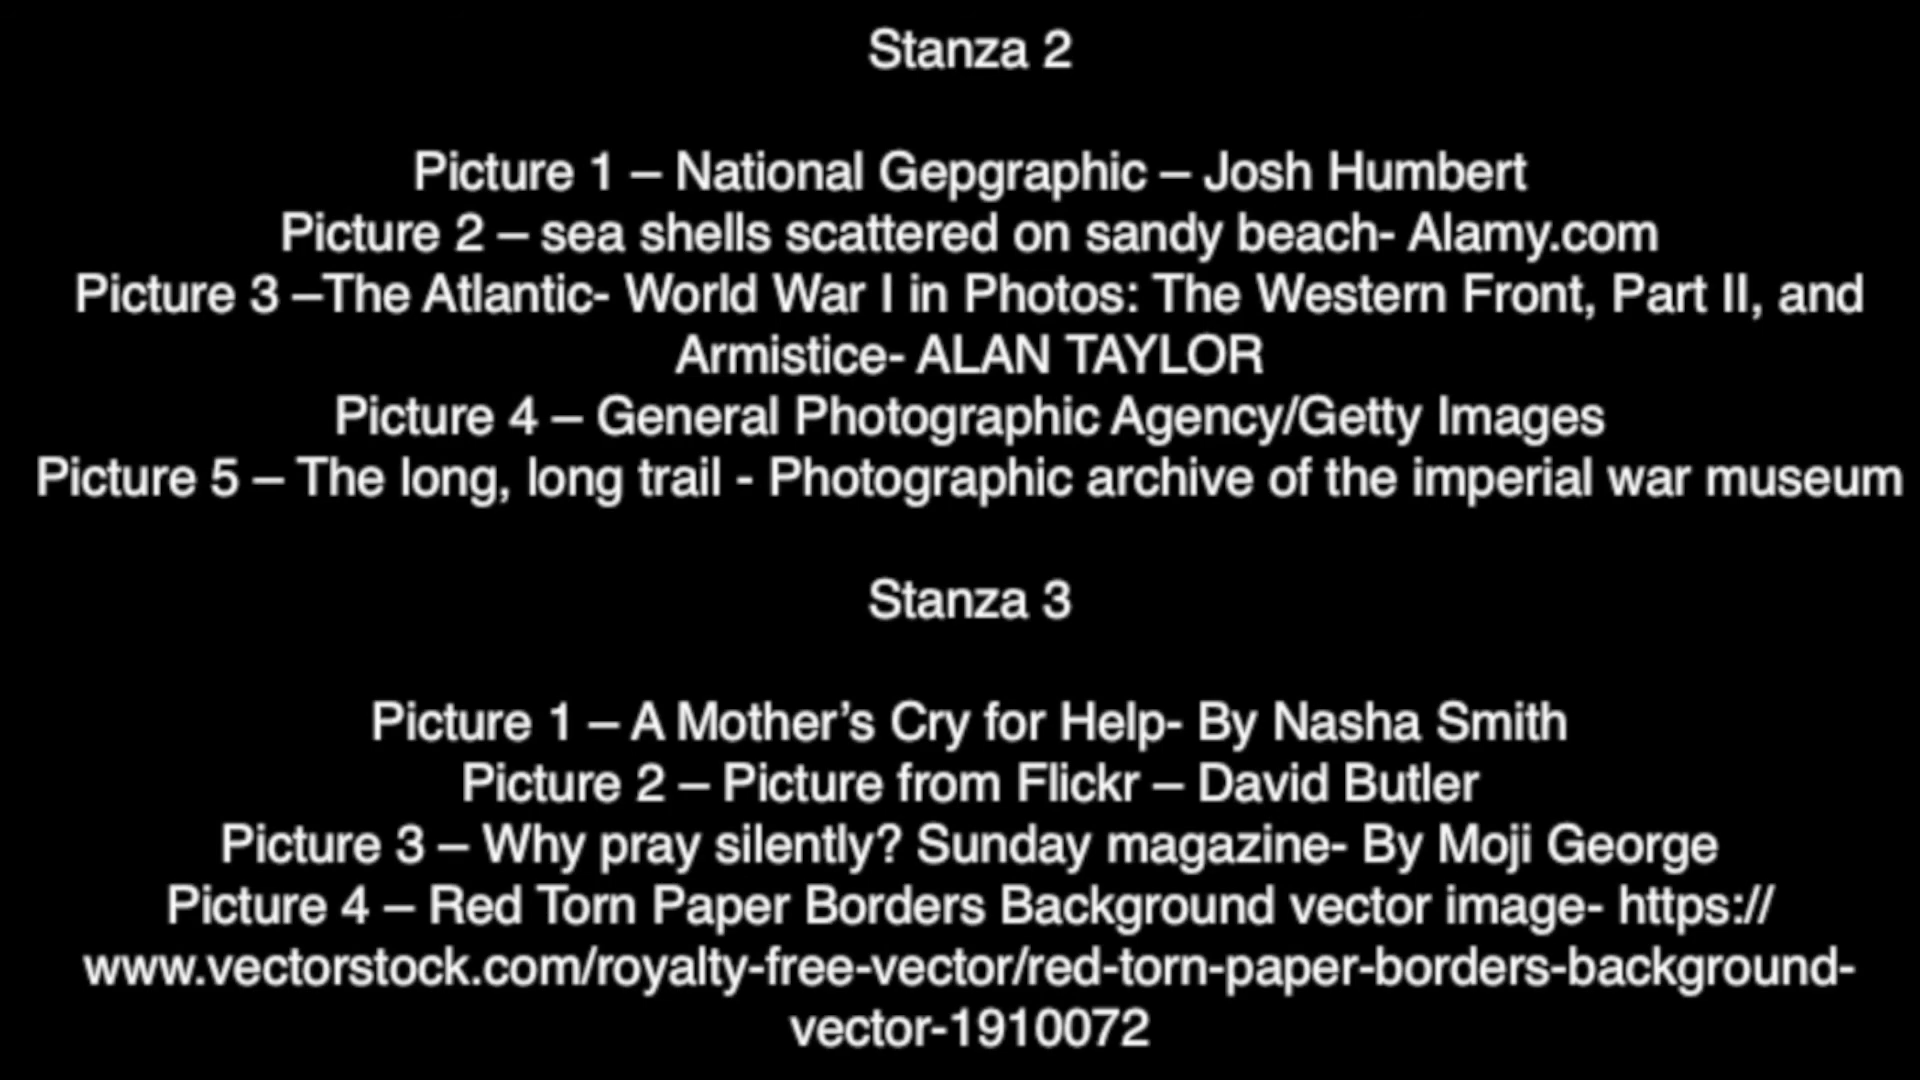 Stanza 2
Picture 1 – National Gepgraphic – Josh Humbert
Picture 2 – sea shells scattered on sandy beach- Alamy.com
Picture 3 –The Atlantic- World War I in Photos: The Western Front, Part II, and
Armistice- ALAN TAYLOR
Picture 4 – General Photographic Agency/Getty Images
Picture 5 – The long, long trail - Photographic archive of the imperial war museum
Stanza 3
Picture 1 – A Mother’s Cry for Help- By Nasha Smith
Picture 2 – Picture from Flickr – David Butler
Picture 3 – Why pray silently? Sunday magazine- By Moji George
Picture 4 – Red Torn Paper Borders Background vector image- https://
www.vectorstock.com/royalty-free-vector/red-torn-paper-borders-background-
vector-1910072